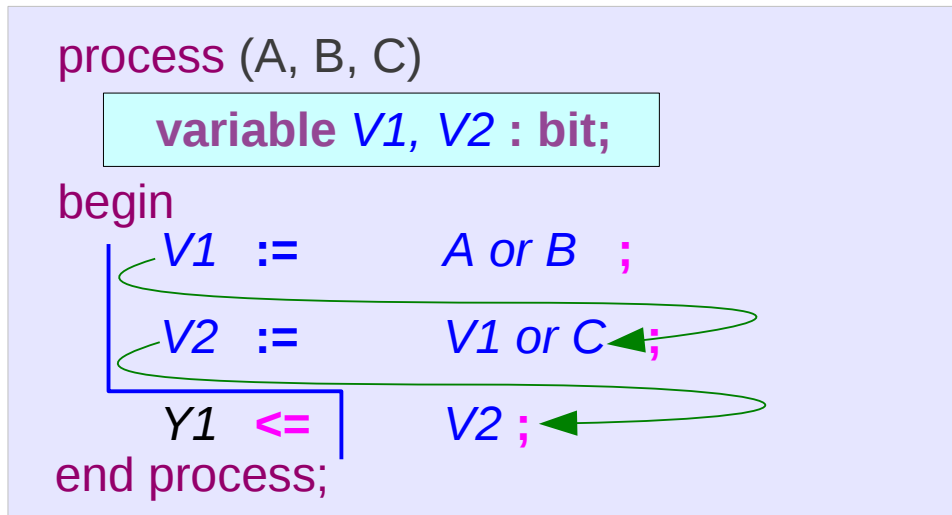 process (A, B, C)
variable V1, V2 : bit;
begin
V1 := A or B ;
V2 := V1 or C ;
Y1 <= V2 ;
end process;